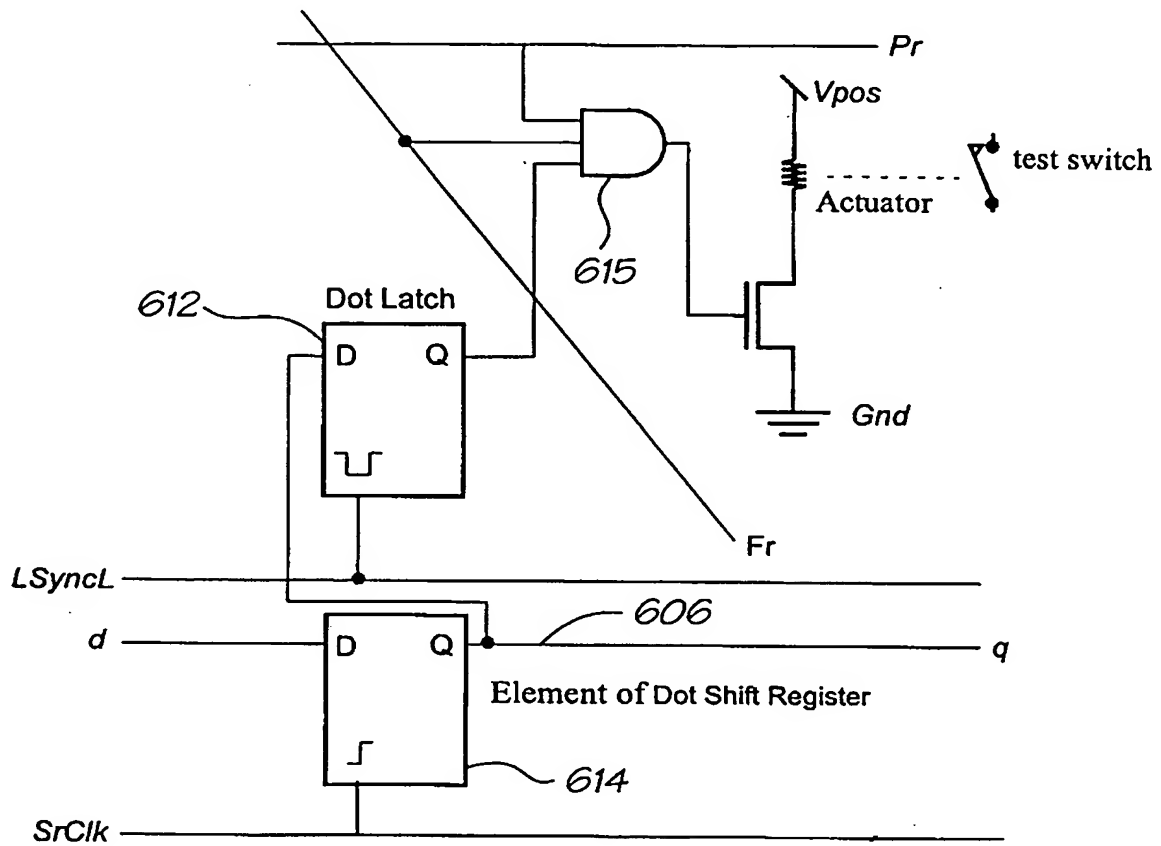 Pr
Vpos
test switch
Actuator
615
612
Dot Latch
D Q
Gnd
Fr
LSyncL
606
d
D Q
q
Element of Dot Shift Register
614
SrClk